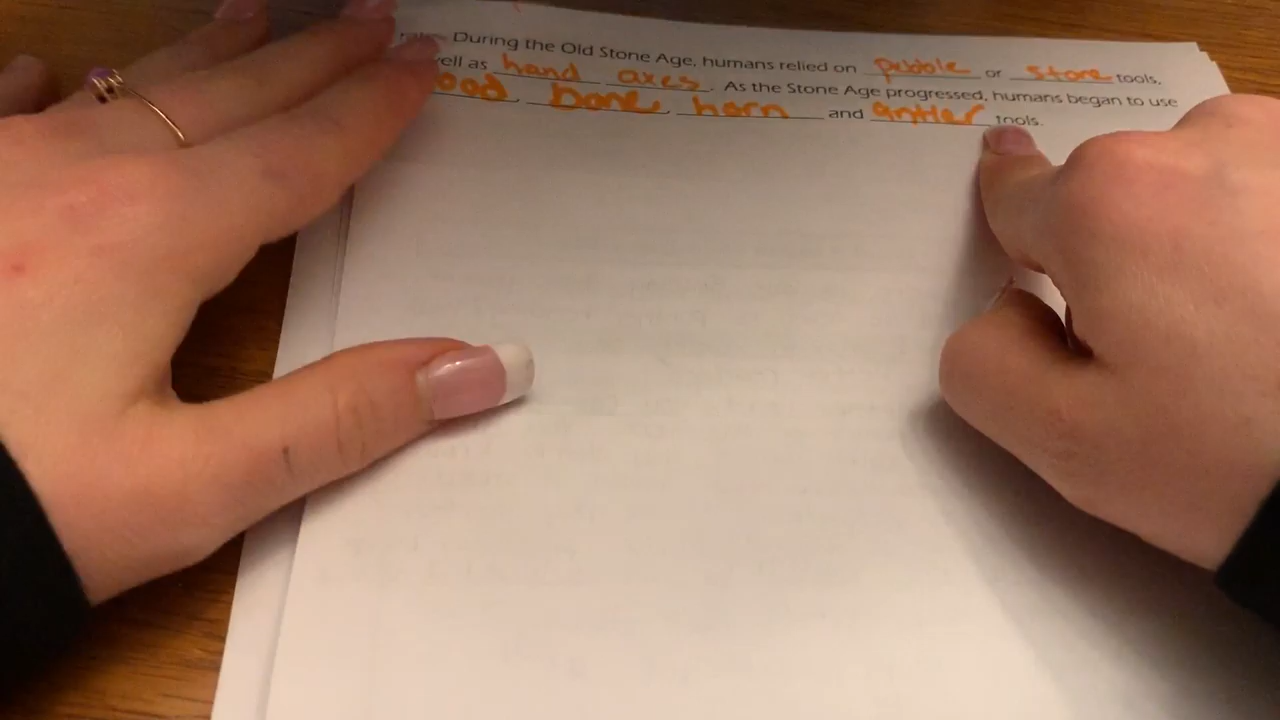 During the Old Stone Age, humans relied on pebble or stone tools,
as hand axes. As the Stone Age progressed, humans began to use
bone, horn and antler tools.